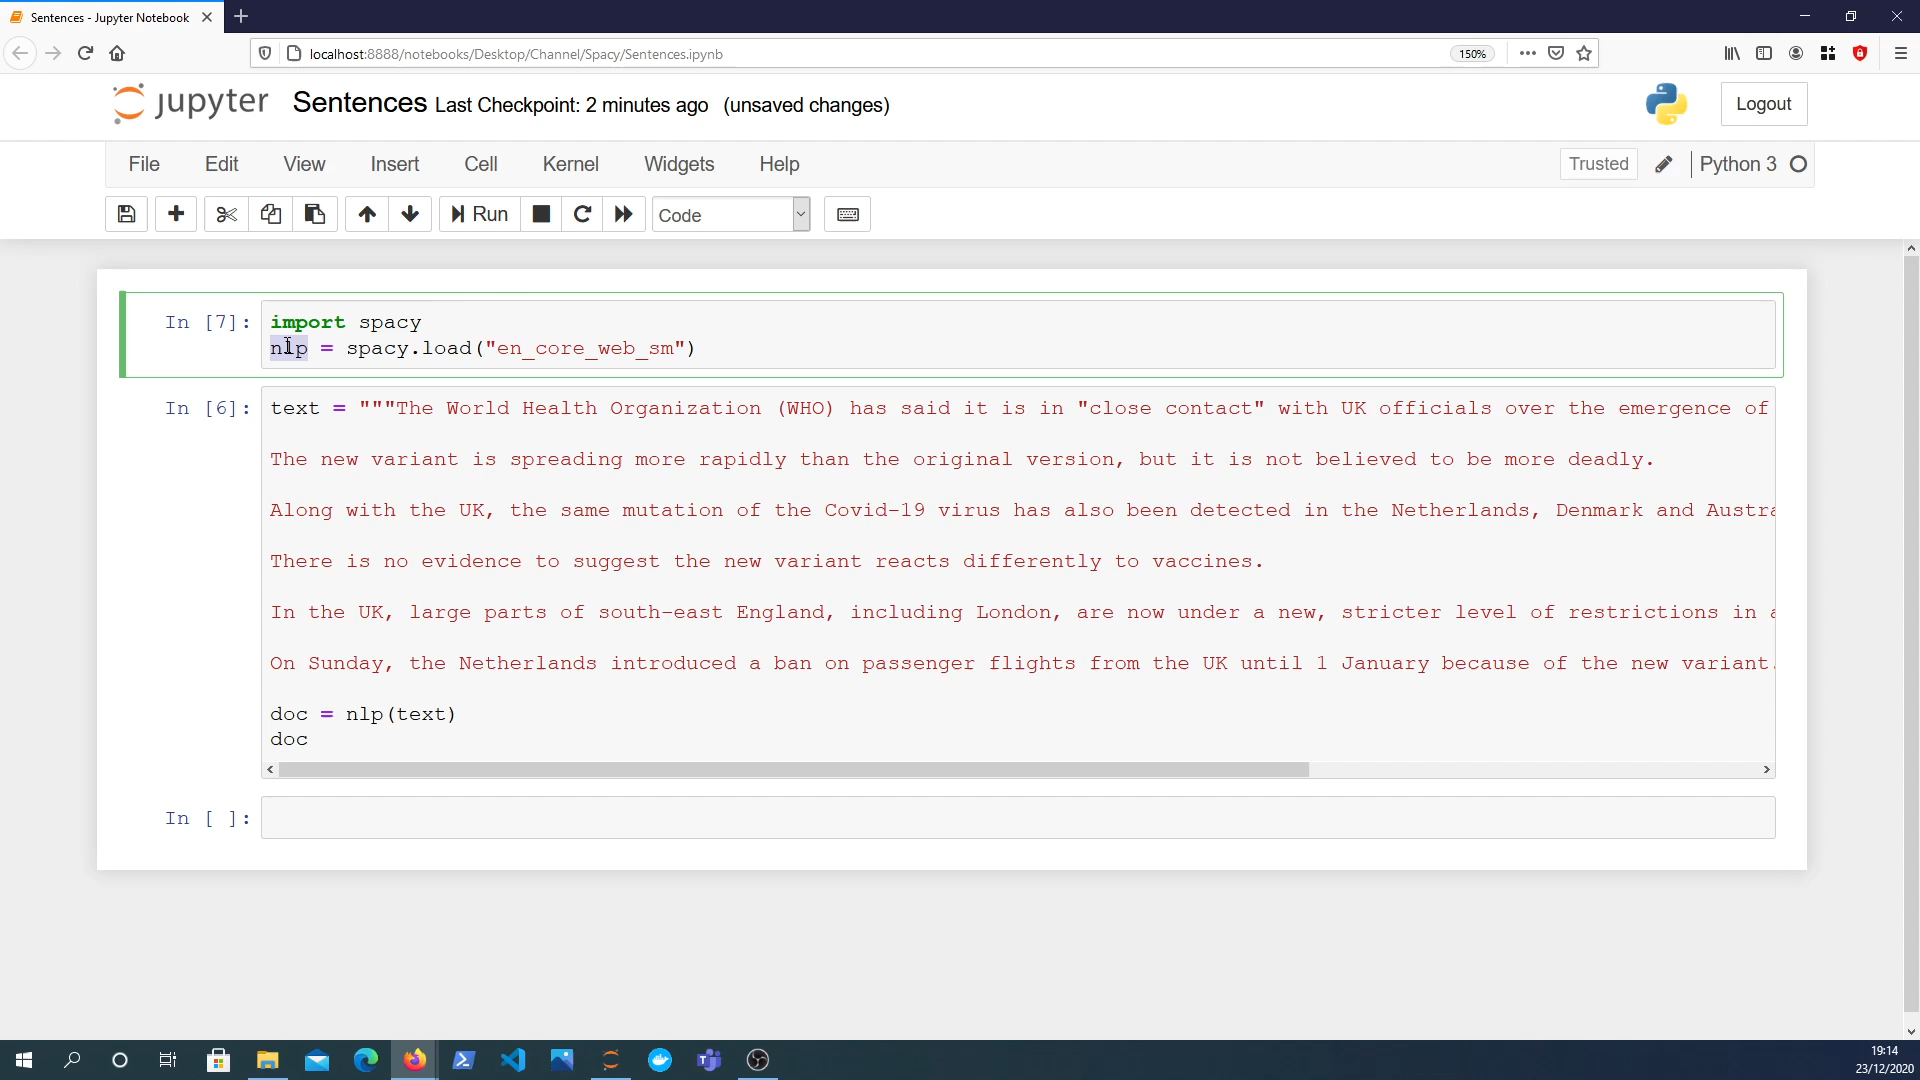 Sentences - Jupyter Notebook
localhost:8888/notebooks/Desktop/Channel/Spacy/Sentences.ipynb
150%
jupyter Sentences Last Checkpoint: 2 minutes ago (unsaved changes)
Logout
File Edit View Insert Cell Kernel Widgets Help
Trusted
Python 3
Run
Code
In [7]: import spacy
nlp = spacy.load("en_core_web_sm")
In [6]: text = """The World Health Organization (WHO) has said it is in "close contact" with UK officials over the emergence of
The new variant is spreading more rapidly than the original version, but it is not believed to be more deadly.
Along with the UK, the same mutation of the Covid-19 virus has also been detected in the Netherlands, Denmark and Austra
There is no evidence to suggest the new variant reacts differently to vaccines.
In the UK, large parts of south-east England, including London, are now under a new, stricter level of restrictions in a
On Sunday, the Netherlands introduced a ban on passenger flights from the UK until 1 January because of the new variant.
doc = nlp(text)
doc
In [ ]:
19:14
23/12/2020